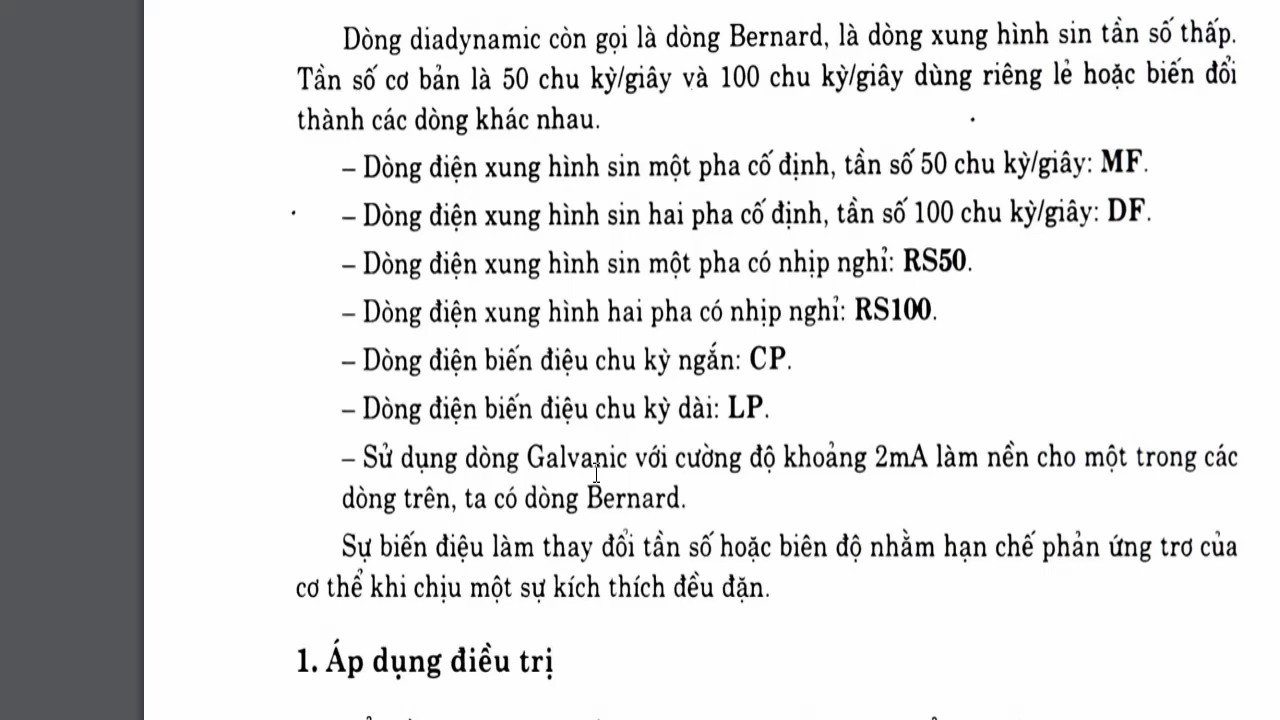 Dòng diadynamic còn gọi là dòng Bernard, là dòng xung hình sin tần số thấp.
Tần số cơ bản là 50 chu kỳ/giây và 100 chu kỳ/giây dùng riêng lẻ hoặc biến đổi
thành các dòng khác nhau.
– Dòng điện xung hình sin một pha cố định, tần số 50 chu kỳ/giây: MF.
– Dòng điện xung hình sin hai pha cố định, tần số 100 chu kỳ/giây: DF.
– Dòng điện xung hình sin một pha có nhịp nghỉ: RS50.
– Dòng điện xung hình hai pha có nhịp nghỉ: RS100.
– Dòng điện biến điệu chu kỳ ngắn: CP.
– Dòng điện biến điệu chu kỳ dài: LP.
– Sử dụng dòng Galvanic với cường độ khoảng 2mA làm nền cho một trong các
dòng trên, ta có dòng Bernard.
Sự biến điệu làm thay đổi tần số hoặc biên độ nhằm hạn chế phản ứng trơ của
cơ thể khi chịu một sự kích thích đều đặn.
1. Áp dụng điều trị